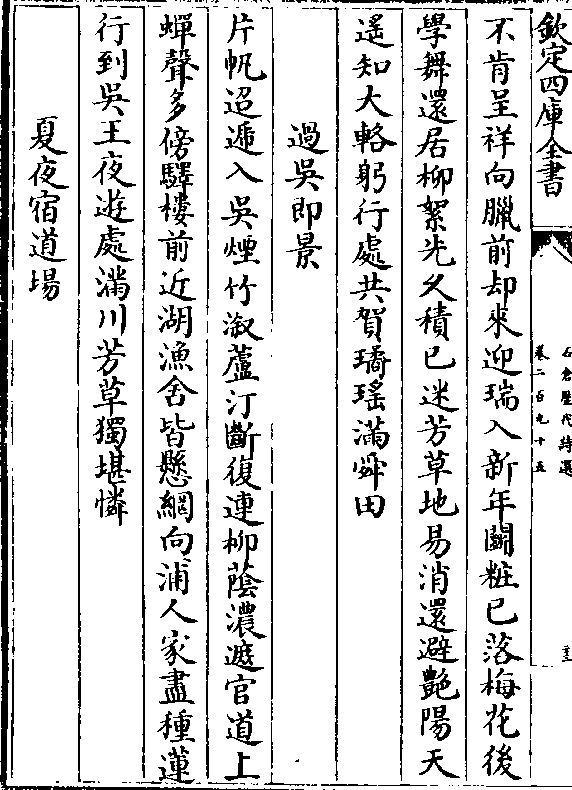 欽定四庫全書
石倉歷代詩選
卷二百九十五
不肯呈祥向臘前却來迎瑞入新年鬭粧已落梅花後
學舞還居柳絮先久積已迷芳草地易消還避艷陽天
遥知大輅躬行處共賀璚瑤滿舜田
過吳即景
片帆迢遞入吳煙竹漵蘆汀斷復連柳蔭濃遮官道上
蟬聲多傍驛樓前近湖漁舍皆懸網向浦人家盡種蓮
行到吳王夜遊處滿川芳草獨堪憐
夏夜宿道場